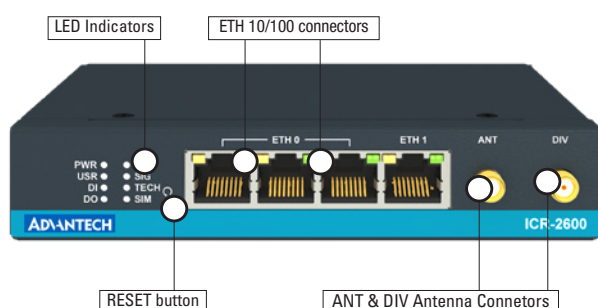 LED Indicators
ETH 10/100 connectors
ETH 0
ETH 1
ANT
DIV
PWR
USR SIG
DI TECH
DO SIM
ADVANTECH
ICR-2600
RESET button
ANT & DIV Antenna Connetors